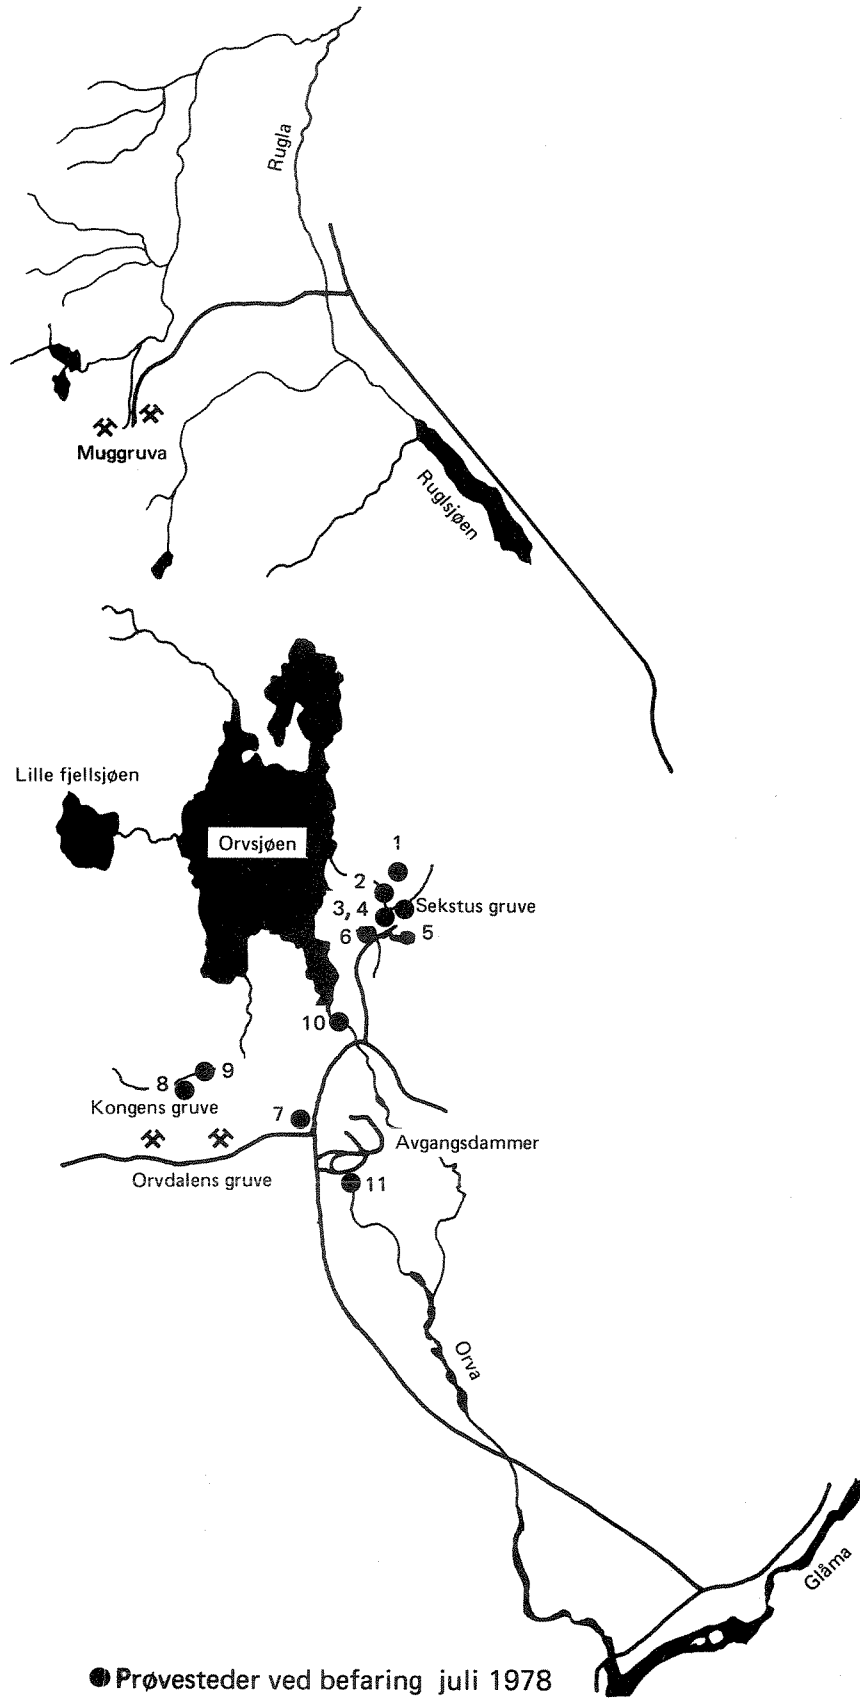 Rugla
Muggruva
Ruglsjøen
Lille fjellsjøen
Orvsjøen
1
2
3, 4
Sekstus gruve
6
5
10
8
9
Kongens gruve
7
Avgangsdammer
Orvdalens gruve
11
Orva
Glåma
Prøvesteder ved befaring juli 1978